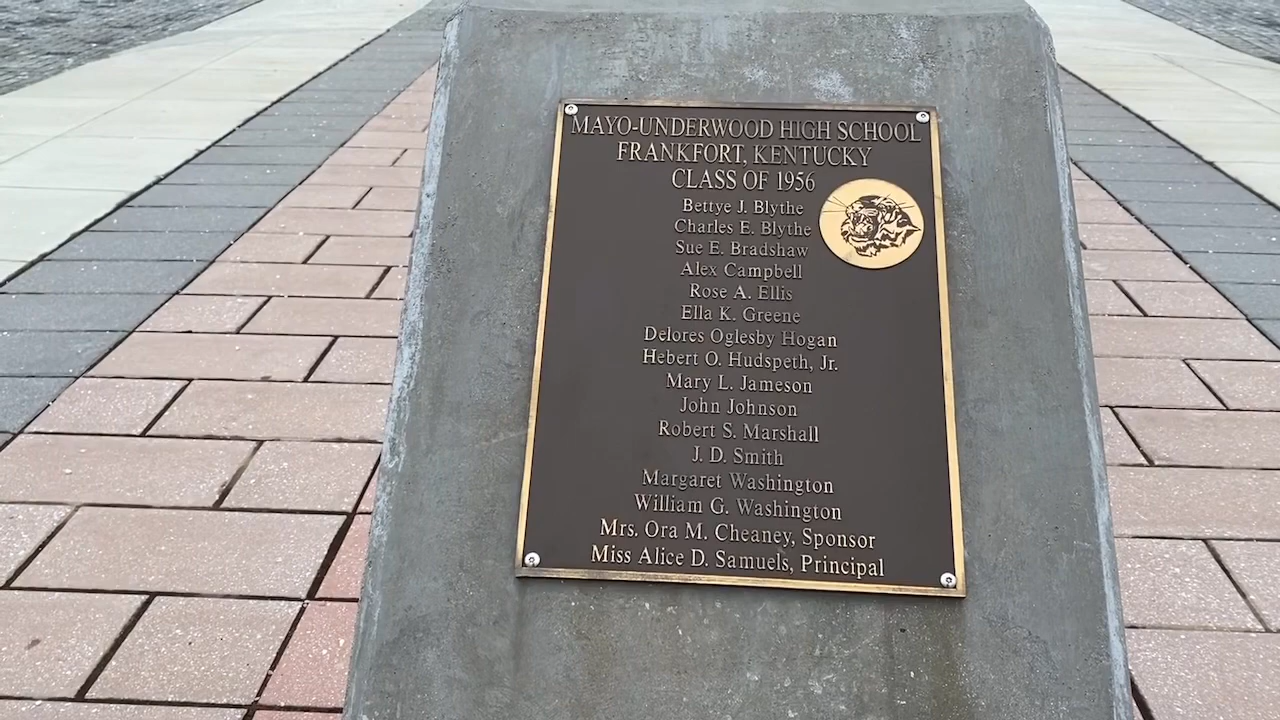 MAYO-UNDERWOOD HIGH SCHOOL
FRANKFORT, KENTUCKY
CLASS OF 1956
Bettye J. Blythe
Charles E. Blythe
Sue E. Bradshaw
Alex Campbell
Rose A. Ellis
Ella K. Greene
Delores Oglesby Hogan
Hebert O. Hudspeth, Jr.
Mary L. Jameson
John Johnson
Robert S. Marshall
J. D. Smith
Margaret Washington
William G. Washington
Mrs. Ora M. Cheaney, Sponsor
Miss Alice D. Samuels, Principal